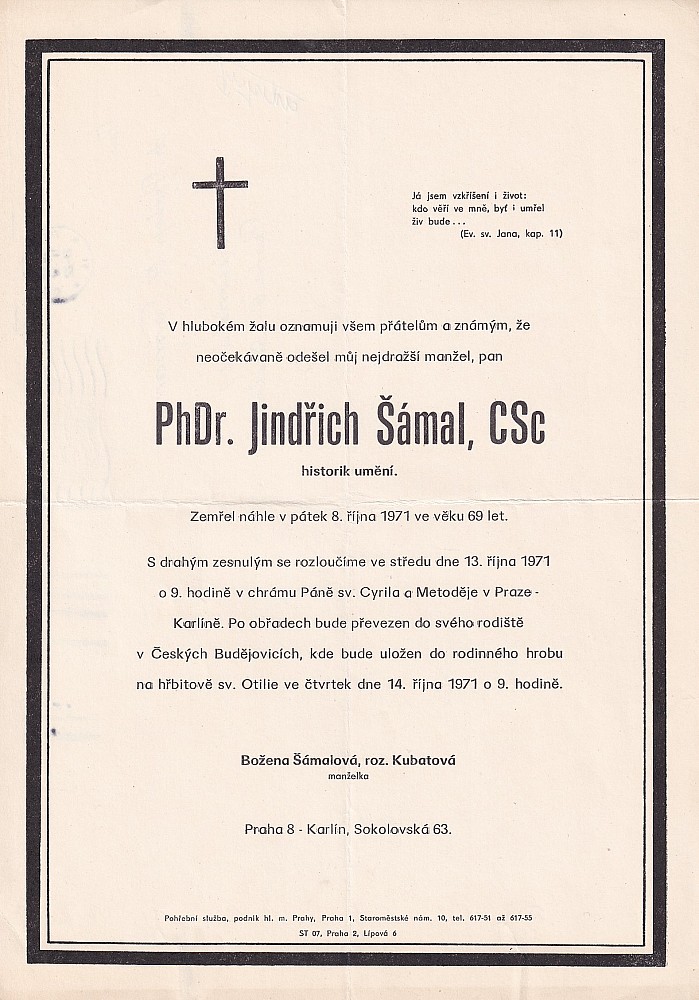 Já jsem vzkříšení i život:
kdo věří ve mně, byť i umřel
živ bude...
(Ev. sv. Jana, kap. 11)
V hlubokém žalu oznamuji všem přátelům a známým, že
neočekávaně odešel můj nejdražší manžel, pan
PhDr. Jindřich Šámal, CSc
historik umění.
Zemřel náhle v pátek 8. října 1971 ve věku 69 let.
S drahým zesnulým se rozloučíme ve středu dne 13. října 1971
o 9. hodině v chrámu Páně sv. Cyrila a Metoděje v Praze -
Karlíně. Po obřadech bude převezen do svého rodiště
v Českých Budějovicích, kde bude uložen do rodinného hrobu
na hřbitově sv. Otilie ve čtvrtek dne 14. října 1971 o 9. hodině.
Božena Šámalová, roz. Kubatová
manželka
Praha 8 - Karlín, Sokolovská 63.
Pohřební služba, podnik hl. m. Prahy, Praha 1, Staroměstské nám. 10, tel. 617-51 až 617-55
ST 07, Praha 2, Lípová 6